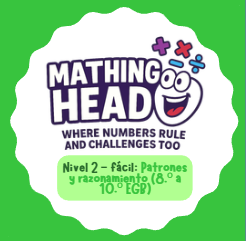 MATHING
HEAD
WHERE NUMBERS RULE
AND CHALLENGES TOO
Nivel 2 – fácil: Patrones
y razonamiento (8.º a
10.º EGB)